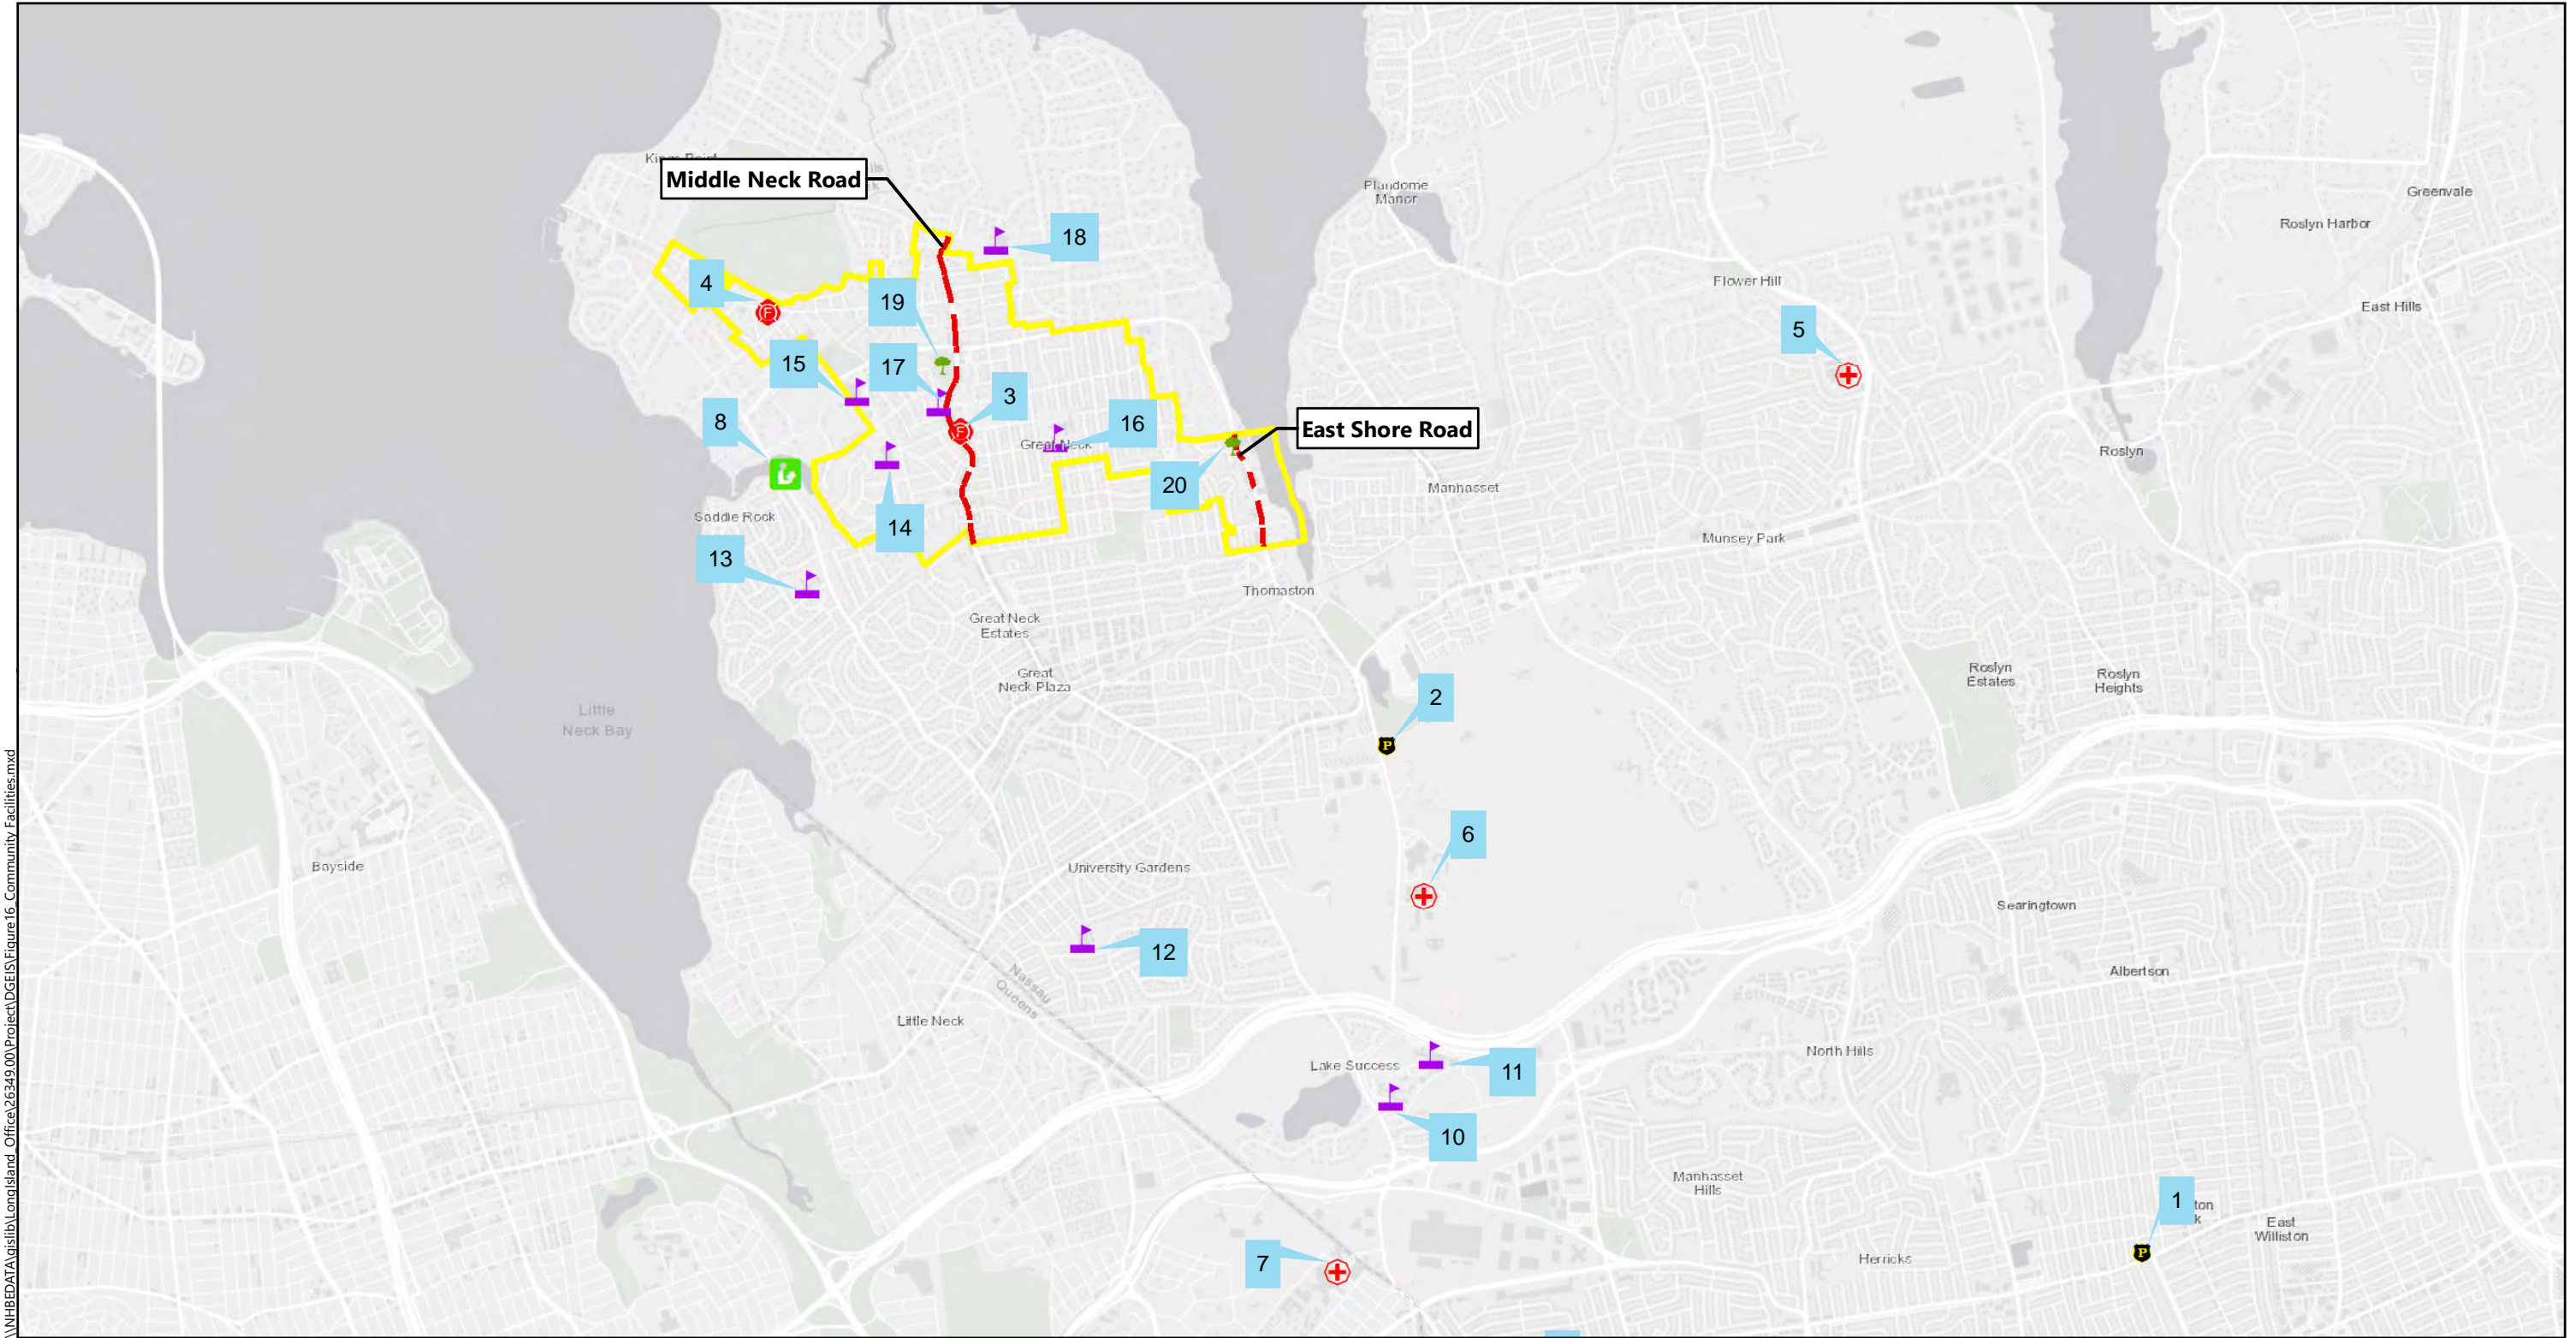 Kings Point
Middle Neck Road
18
4
19
15
17
3
8
16
Great Neck
East Shore Road
20
14
Saddle Rock
13
Plandome
Manor
Manhasset
Thomaston
Great Neck
Estates
Great
Neck Plaza
Flower Hill
5
Munsey Park
Greenvale
Roslyn Harbor
East Hills
Roslyn
Roslyn
Estates
Roslyn
Heights
Little
Neck Bay
2
6
Bayside
University Gardens
12
Nassau
Queens
Little Neck
Searingtown
Albertson
Lake Success
11
10
North Hills
Manhasset
Hills
7
Herricks
1
ton
k
East
Williston
P
P
F
F
\\NHBEDATA\gislib\LongIsland_Office\26349.00\Project\DGEIS\Figure16_Community Facilities.mxd